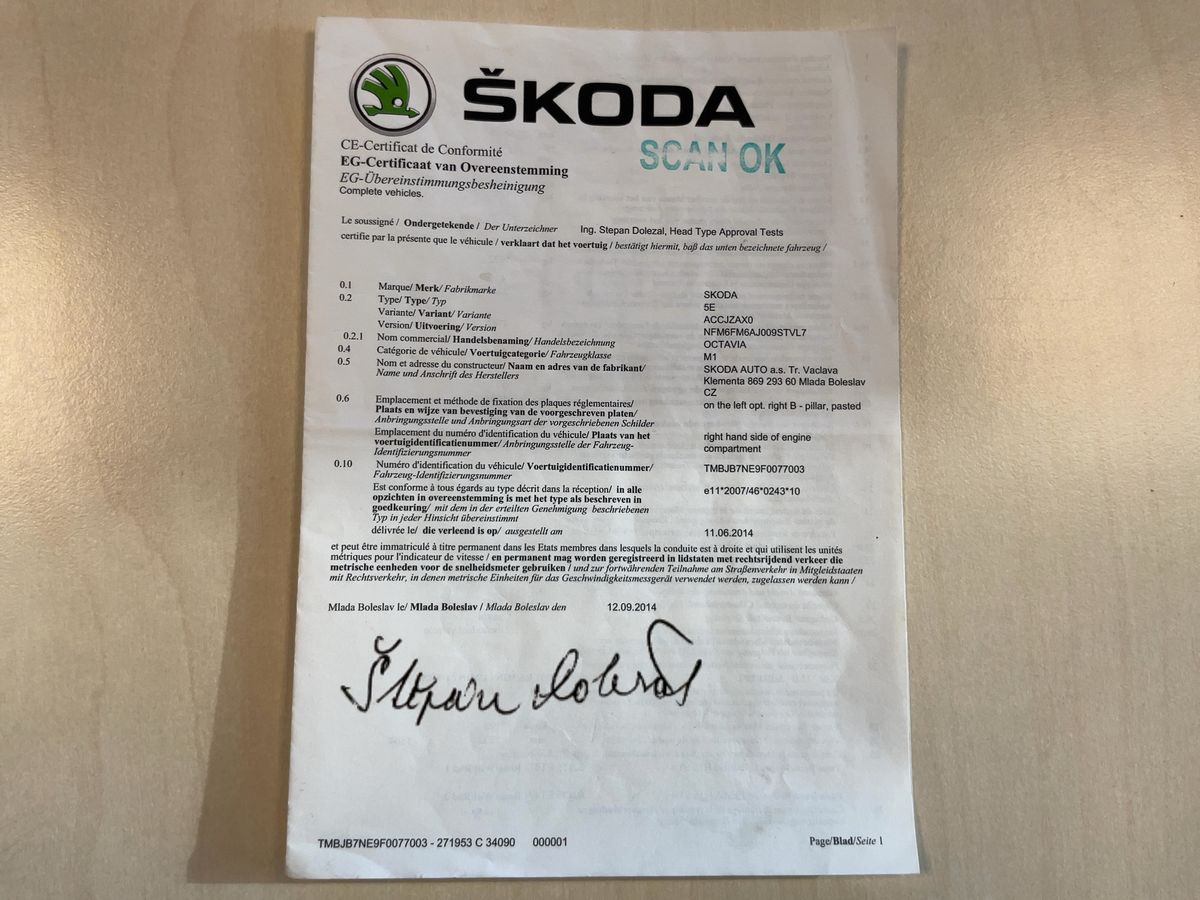 ŠKODA
SCAN OK
CE-Certificat de Conformité
EG-Certificaat van Overeenstemming
EG-Übereinstimmungsbesheinigung
Complete vehicles.
Le soussigné / Ondergetekende / Der Unterzeichner Ing. Stepan Dolezal, Head Type Approval Tests
certifie par la présente que le véhicule / verklaart dat het voertuig / bestätigt hiermit, baß das unten bezeichnete fahrzeug /
0.1 Marque/ Merk/ Fabrikmarke SKODA
0.2 Type/ Type/ Typ 5E
Variante/ Variant/ Variante ACCJZAX0
Version/ Uitvoering/ Version NFM6FM6AJ009STVL7
0.2.1 Nom commercial/ Handelsbenaming/ Handelsbezeichnung OCTAVIA
0.4 Catégorie de véhicule/ Voertuigcategorie/ Fahrzeugklasse M1
0.5 Nom et adresse du constructeur/ Naam en adres van de fabrikant/ SKODA AUTO a.s. Tr. Vaclava
Name und Anschrift des Herstellers Klementa 869 293 60 Mlada Boleslav
CZ
0.6 Emplacement et méthode de fixation des plaques réglementaires/ on the left opt. right B - pillar, pasted
Plaats en wijze van bevestiging van de voorgeschreven platen/
Anbringungsstelle und Anbringungsart der vorgeschriebenen Schilder
Emplacement du numéro d'identification du véhicule/ Plaats van het right hand side of engine
voertuigidentificatienummer/ Anbringungsstelle der Fahrzeug- compartment
Identifizierungsnummer
0.10 Numéro d'identification du véhicule/ Voertuigidentificatienummer/ TMBJB7NE9F0077003
Fahrzeug-Identifizierungsnummer
Est conforme à tous égards au type décrit dans la réception/ in alle e11*2007/46*0243*10
opzichten in overeenstemming is met het type als beschreven in
goedkeuring/ mit dem in der erteilten Genehmigung beschriebenen
Typ in jeder Hinsicht übereinstimmt
délivrée le/ die verleend is op/ ausgestellt am 11.06.2014
et peut être immatriculé à titre permanent dans les Etats membres dans lesquels la conduite est à droite et qui utilisent les unités
métriques pour l'indicateur de vitesse / en permanent mag worden geregistreerd in lidstaten met rechtsrijdend verkeer die
metrische eenheden voor de snelheidsmeter gebruiken / und zur fortwährenden Teilnahme am Straßenverkehr in Mitgleidstaaten
mit Rechtsverkehr, in denen metrische Einheiten für das Geschwindigkeitsmessgerät verwendet werden, zugelassen werden kann /
Mlada Boleslav le/ Mlada Boleslav / Mlada Boleslav den 12.09.2014
Štepan Dolezal
TMBJB7NE9F0077003 - 271953 C 34090 000001 Page/Blad/Seite 1